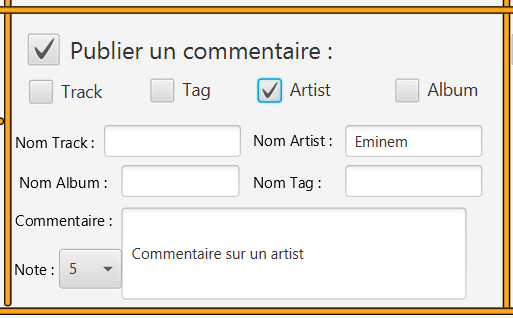 Publier un commentaire :
Track Tag Artist Album
Nom Track : Nom Artist : Eminem
Nom Album : Nom Tag :
Commentaire :
Commentaire sur un artist
Note : 5